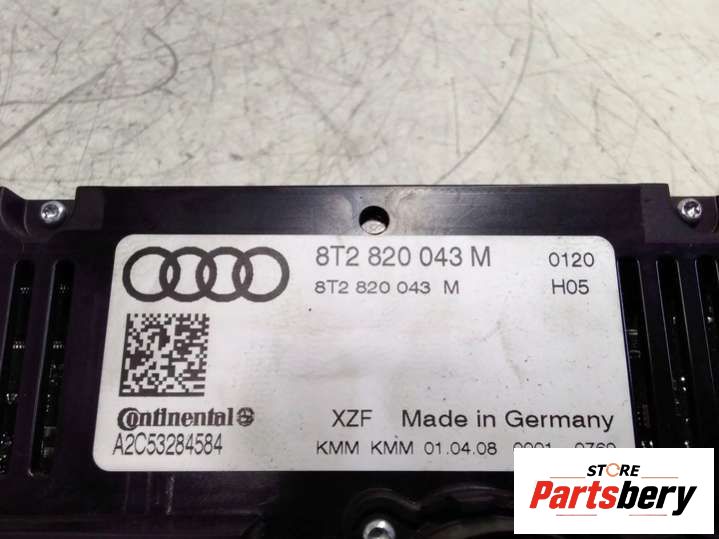 8T2 820 043 M 0120
8T2 820 043 M H05
Continental
XZF Made in Germany
A2C53284584
KMM KMM 01.04.08
STORE
Partsbery